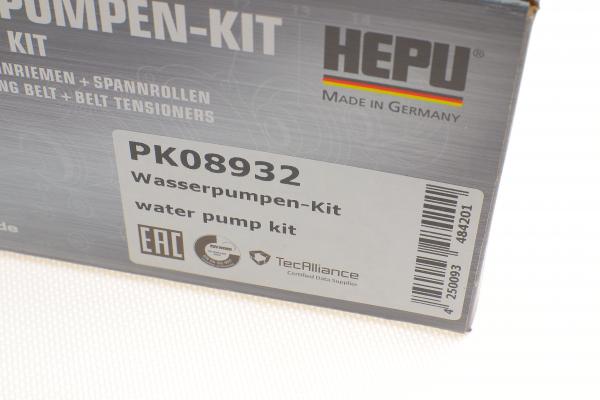 PUMPEN-KIT
KIT
HEPU®
MADE IN GERMANY
NRIEMEN + SPANNROLLEN
NG BELT + BELT TENSIONERS
PK08932
Wasserpumpen-Kit
water pump kit
EAC
TecAlliance
Certified Data Supplier
4 250093 484201
de